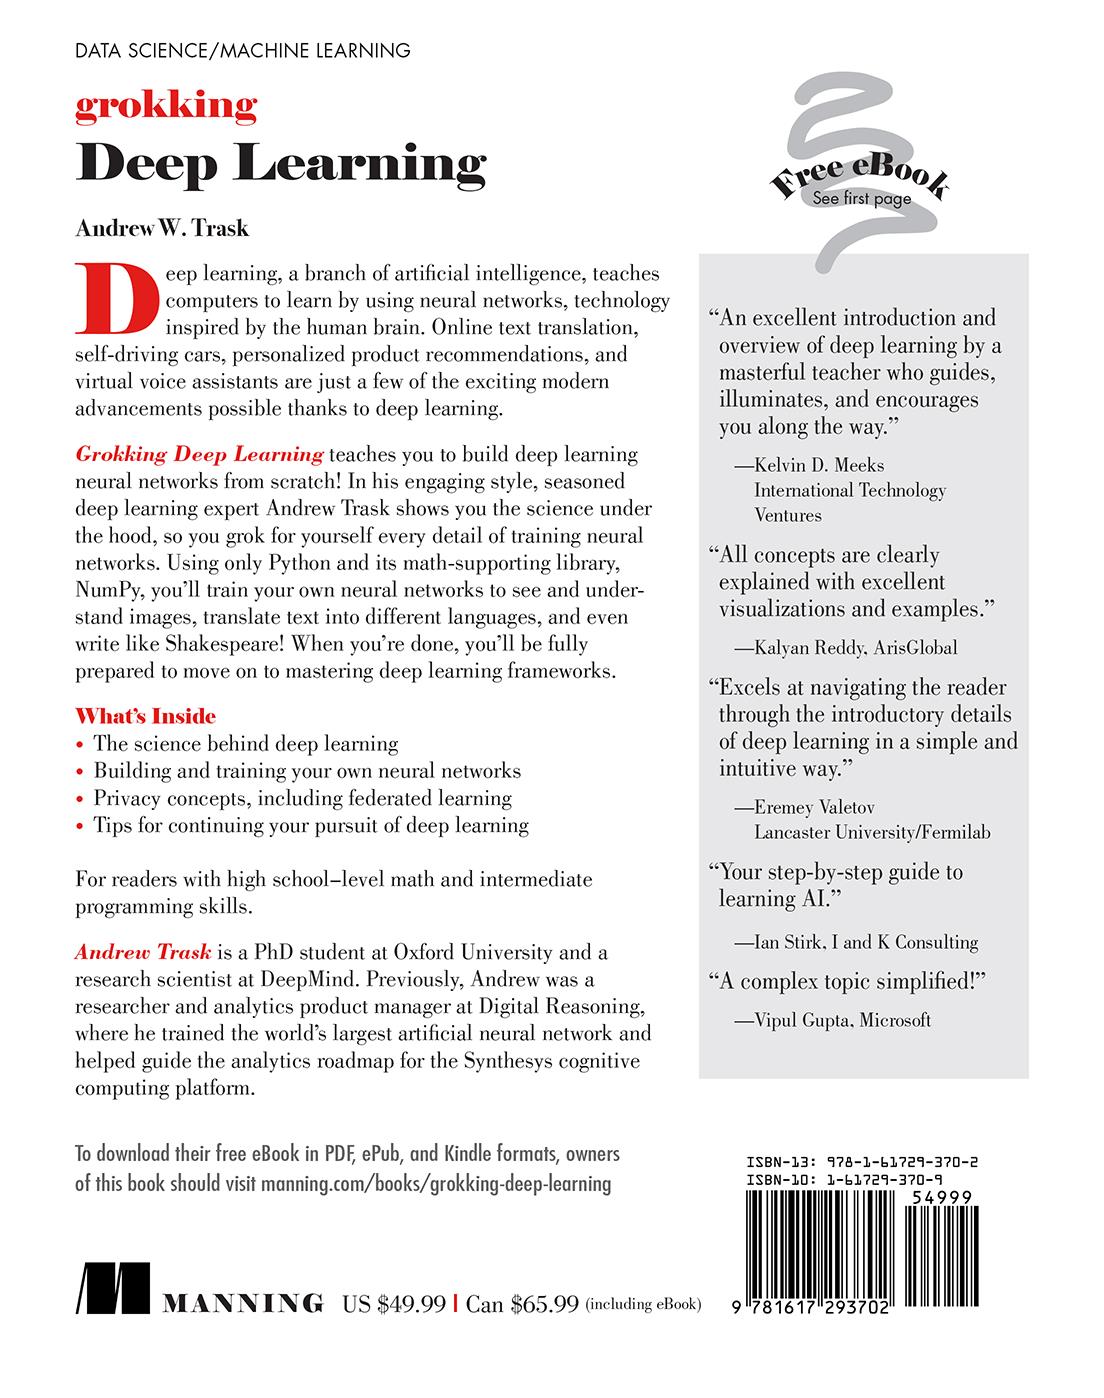 DATA SCIENCE/MACHINE LEARNING
grokking
Deep Learning
Andrew W. Trask
Deep learning, a branch of artificial intelligence, teaches
computers to learn by using neural networks, technology
inspired by the human brain. Online text translation,
self-driving cars, personalized product recommendations, and
virtual voice assistants are just a few of the exciting modern
advancements possible thanks to deep learning.
Grokking Deep Learning teaches you to build deep learning
neural networks from scratch! In his engaging style, seasoned
deep learning expert Andrew Trask shows you the science under
the hood, so you grok for yourself every detail of training neural
networks. Using only Python and its math-supporting library,
NumPy, you’ll train your own neural networks to see and under-
stand images, translate text into different languages, and even
write like Shakespeare! When you’re done, you’ll be fully
prepared to move on to mastering deep learning frameworks.
What’s Inside
• The science behind deep learning
• Building and training your own neural networks
• Privacy concepts, including federated learning
• Tips for continuing your pursuit of deep learning
For readers with high school–level math and intermediate
programming skills.
Andrew Trask is a PhD student at Oxford University and a
research scientist at DeepMind. Previously, Andrew was a
researcher and analytics product manager at Digital Reasoning,
where he trained the world’s largest artificial neural network and
helped guide the analytics roadmap for the Synthesys cognitive
computing platform.
To download their free eBook in PDF, ePub, and Kindle formats, owners
of this book should visit manning.com/books/grokking-deep-learning
MANNING US $49.99 | Can $65.99 (including eBook)
Free eBook
See first page
“An excellent introduction and
overview of deep learning by a
masterful teacher who guides,
illuminates, and encourages
you along the way.”
—Kelvin D. Meeks
International Technology
Ventures
“All concepts are clearly
explained with excellent
visualizations and examples.”
—Kalyan Reddy, ArisGlobal
“Excels at navigating the reader
through the introductory details
of deep learning in a simple and
intuitive way.”
—Eremey Valetov
Lancaster University/Fermilab
“Your step-by-step guide to
learning AI.”
—Ian Stirk, I and K Consulting
“A complex topic simplified!”
—Vipul Gupta, Microsoft
ISBN-13: 978-1-61729-370-2
ISBN-10: 1-61729-370-9
54999
9 781617 293702